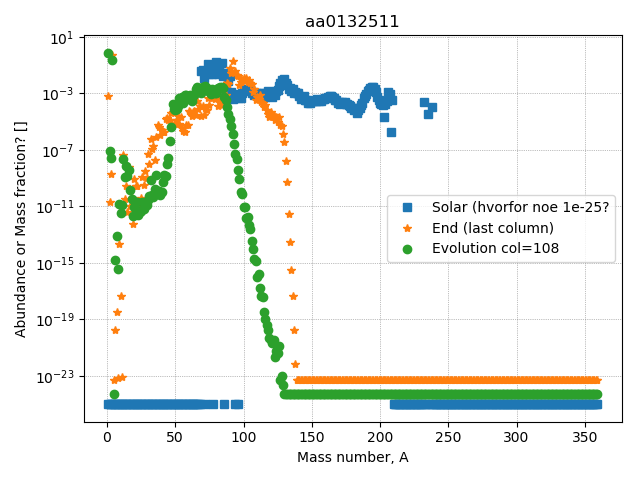 aa0132511
Abundance or Mass fraction? []
10¹
10⁻³
10⁻⁷
10⁻¹¹
10⁻¹⁵
10⁻¹⁹
10⁻²³
Solar (hvorfor noe 1e-25?
End (last column)
Evolution col=108
0 50 100 150 200 250 300 350
Mass number, A